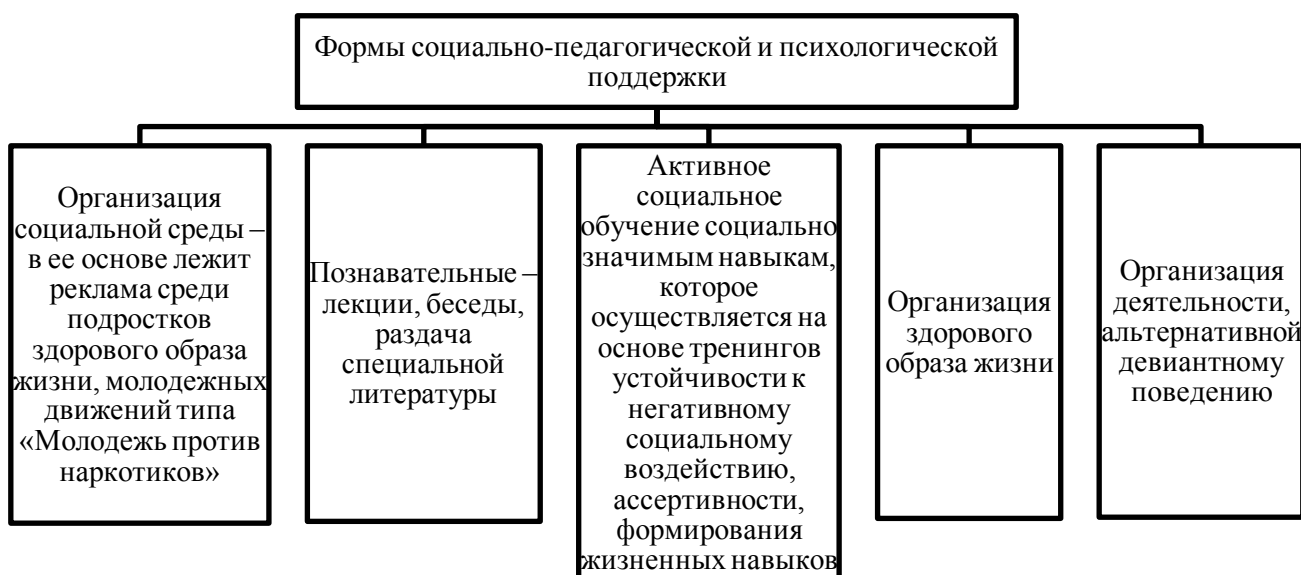 Формы социально-педагогической и психологической
поддержки
Организация
социальной среды –
в ее основе лежит
реклама среди
подростков
здорового образа
жизни, молодежных
движений типа
«Молодежь против
наркотиков»
Познавательные –
лекции, беседы,
раздача
специальной
литературы
Активное
социальное
обучение социально
значимым навыкам,
которое
осуществляется на
основе тренингов
устойчивости к
негативному
социальному
воздействию,
ассертивности,
формирования
жизненных навыков
Организация
здорового
образа жизни
Организация
деятельности,
альтернативной
девиантному
поведению